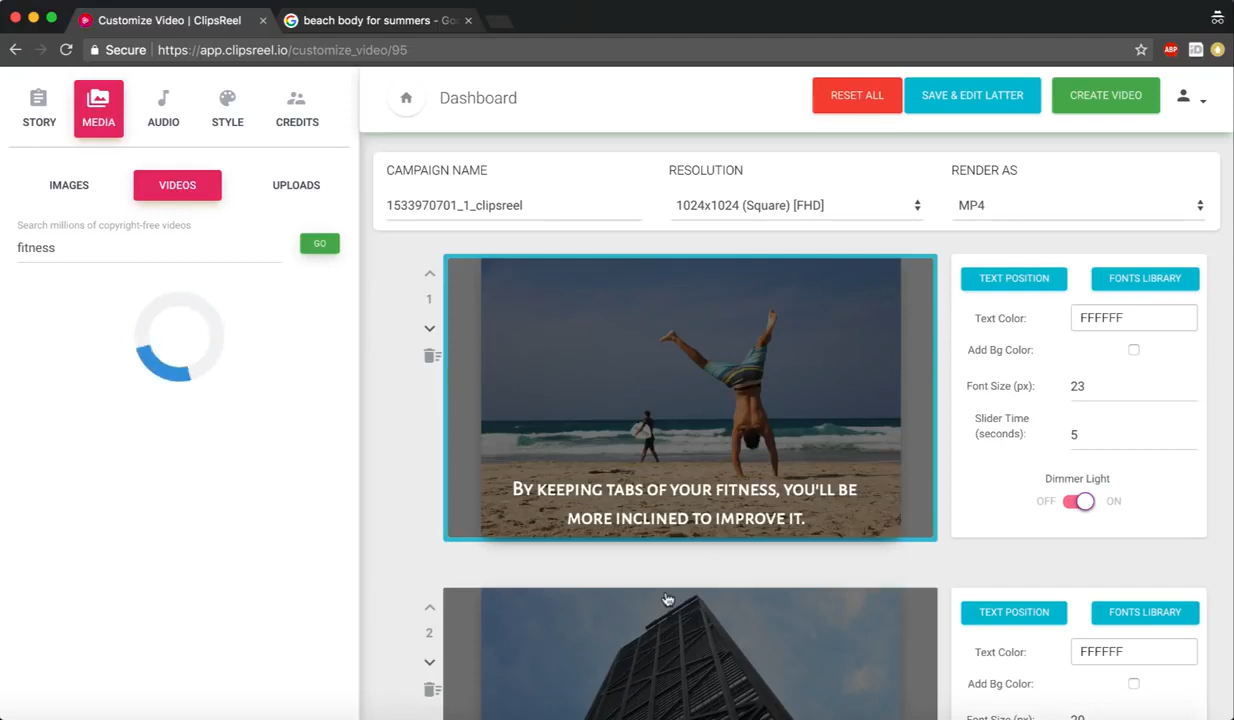 Customize Video | ClipsReel
beach body for summers - Go
Secure
https://app.clipsreel.io/customize_video/95
ABP
STORY
MEDIA
AUDIO
STYLE
CREDITS
Dashboard
RESET ALL
SAVE & EDIT LATTER
CREATE VIDEO
IMAGES
VIDEOS
UPLOADS
Search millions of copyright-free videos
fitness
GO
CAMPAIGN NAME
RESOLUTION
RENDER AS
1533970701_1_clipsreel
1024x1024 (Square) [FHD]
MP4
1
By keeping tabs of your fitness, you'll be
more inclined to improve it.
TEXT POSITION
FONTS LIBRARY
Text Color:
FFFFFF
Add Bg Color:
Font Size (px):
23
Slider Time
(seconds):
5
Dimmer Light
OFF
ON
2
TEXT POSITION
FONTS LIBRARY
Text Color:
FFFFFF
Add Bg Color:
Font Size (px):